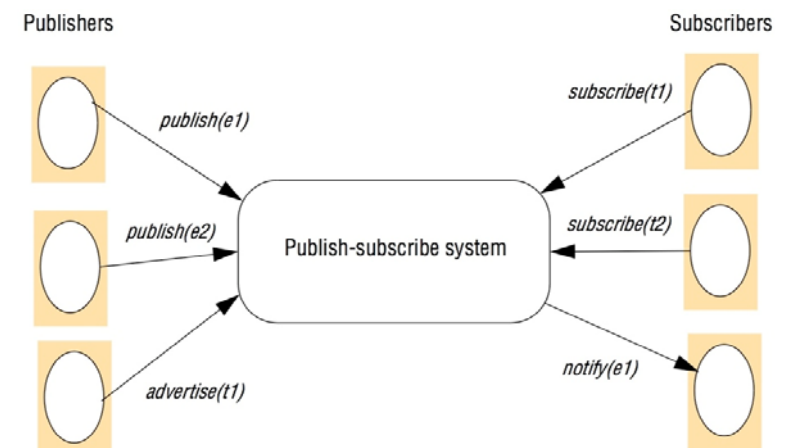 Publishers
Subscribers
subscribe(t1)
publish(e1)
subscribe(t2)
publish(e2)
Publish-subscribe system
notify(e1)
advertise(t1)